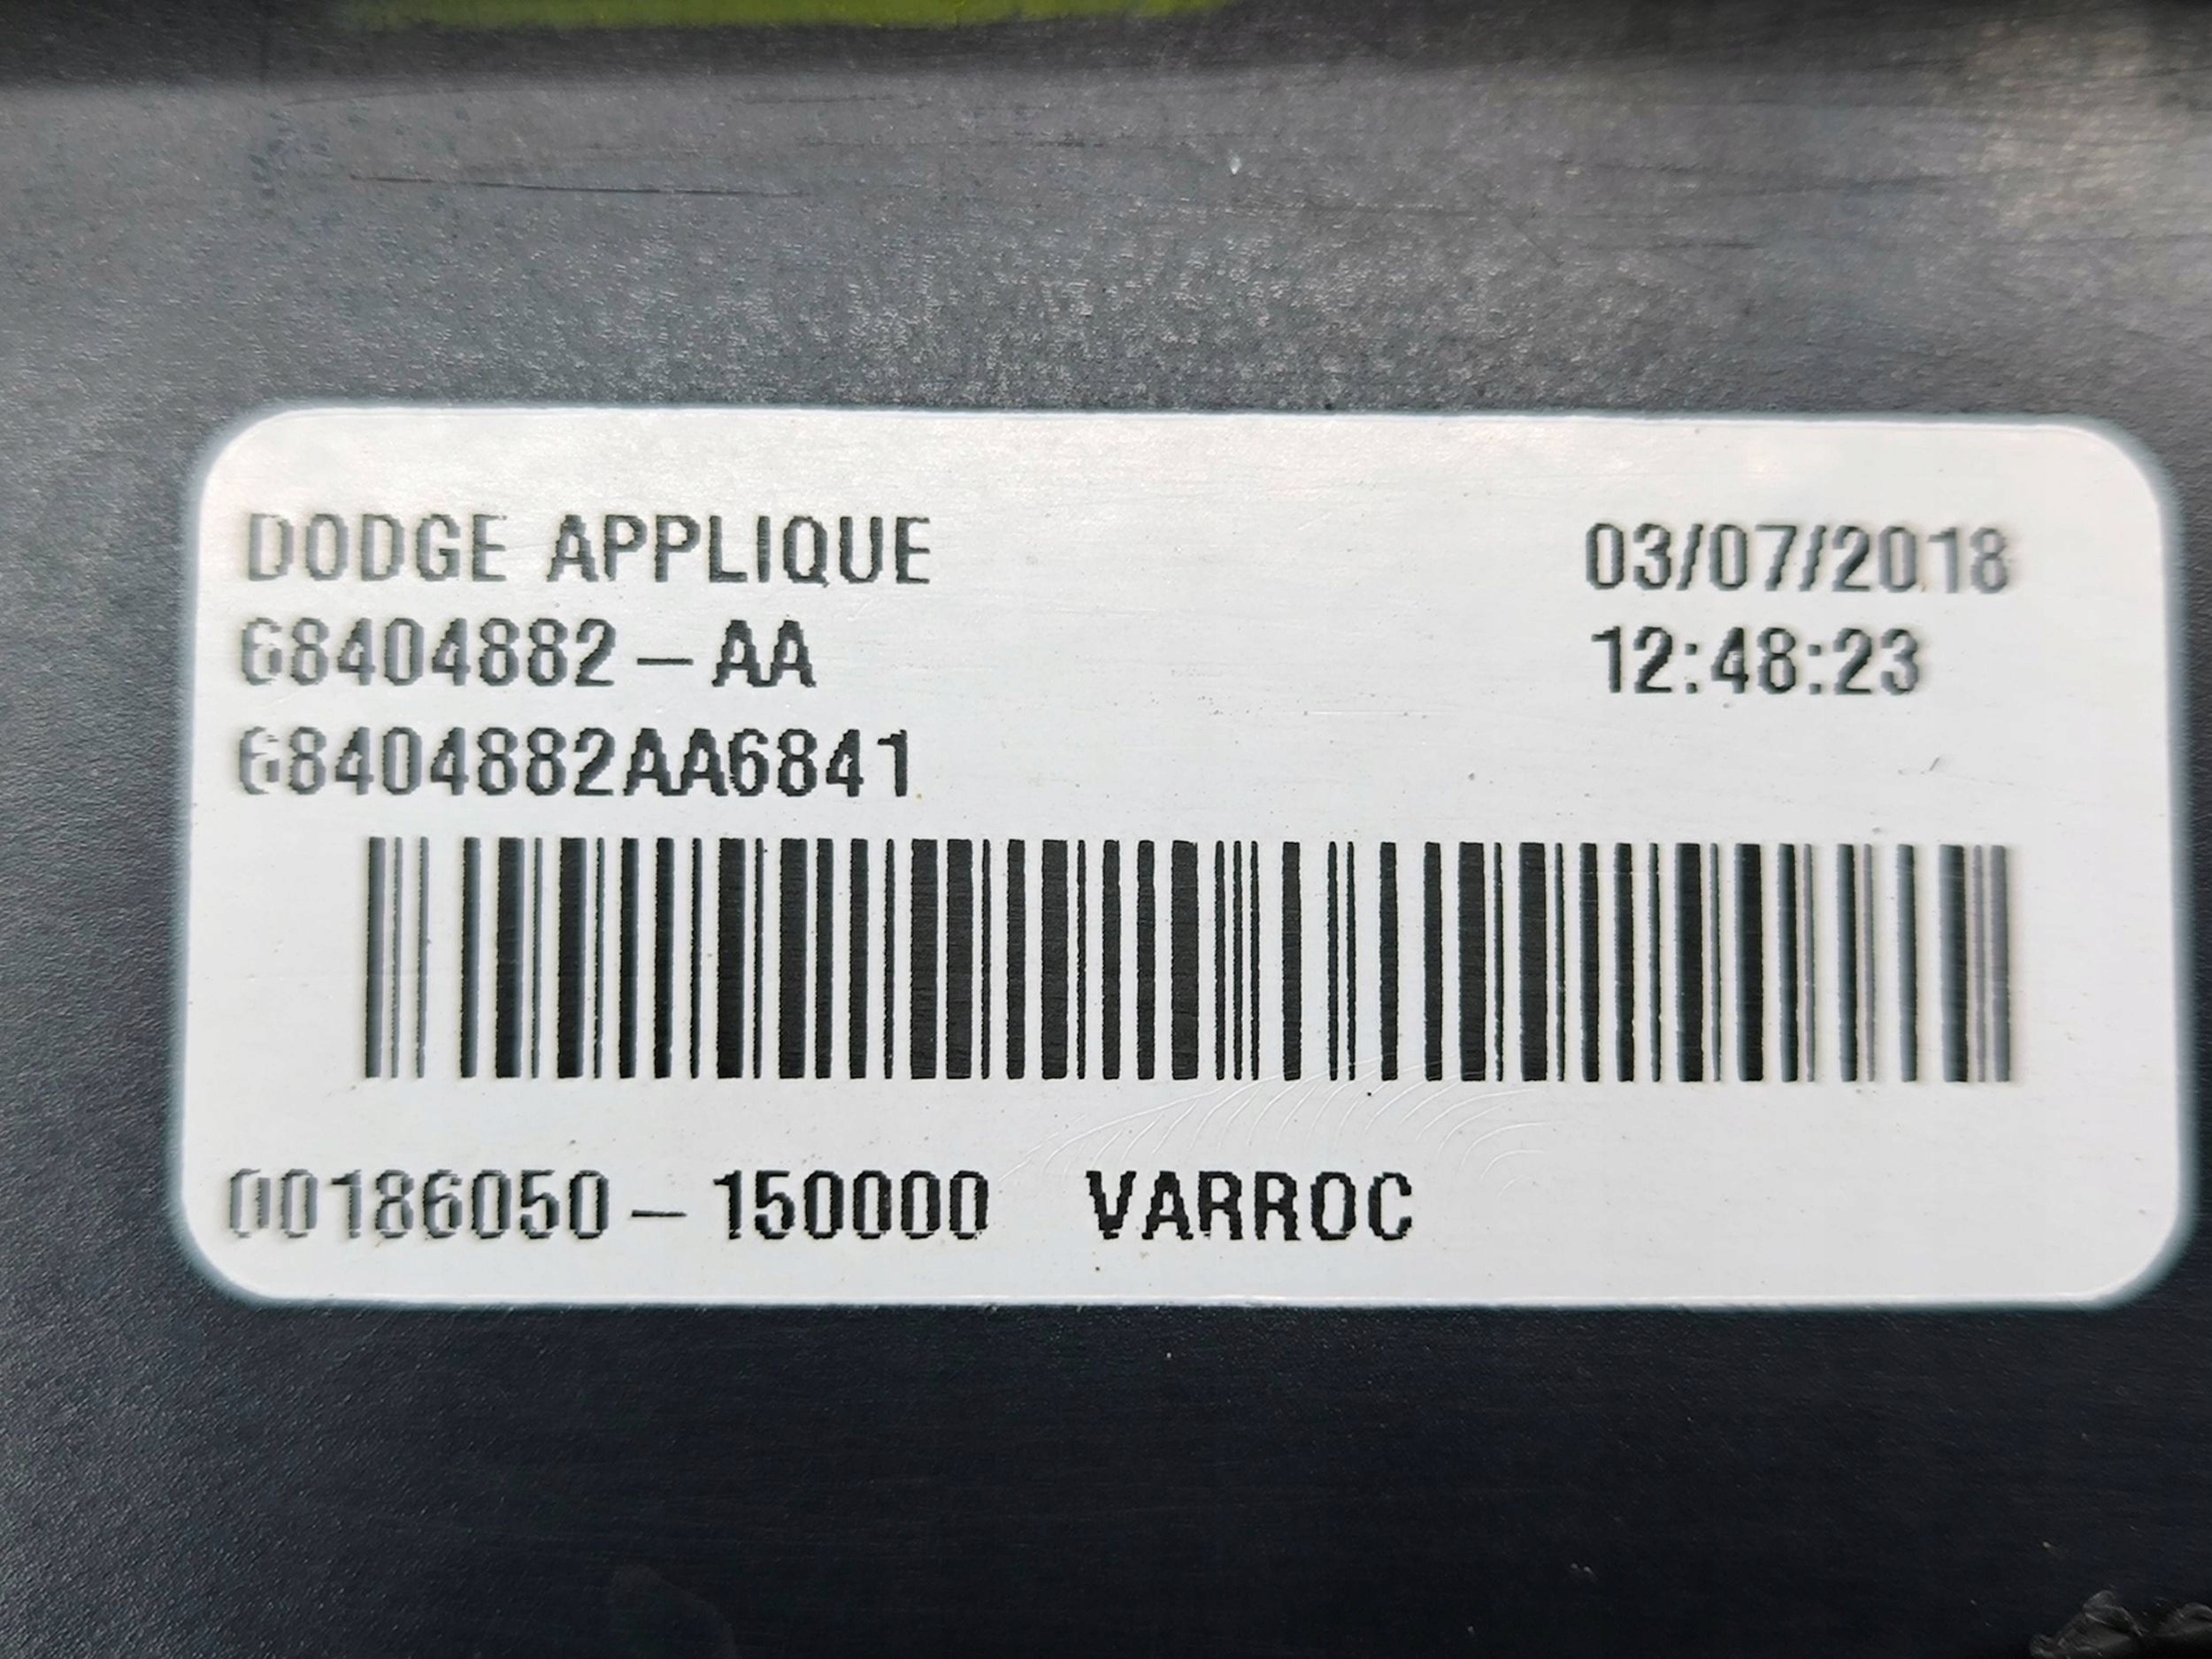 DODGE APPLIQUE 03/07/2018
68404882-AA 12:48:23
68404882AA6841
00186050-150000 VARROC